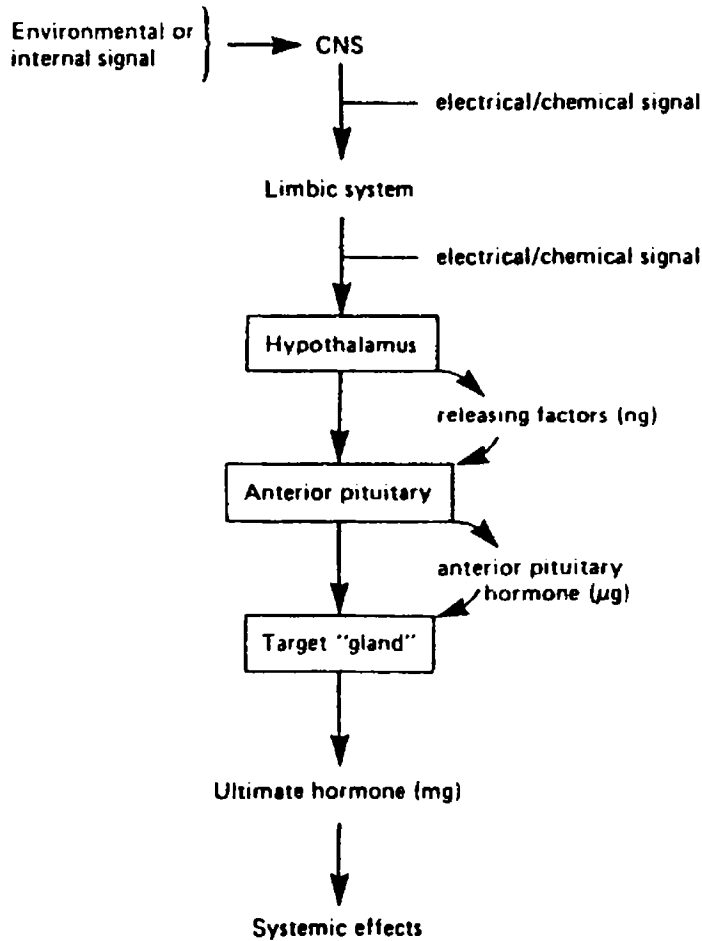 Environmental or
internal signal
CNS
electrical/chemical signal
Limbic system
electrical/chemical signal
Hypothalamus
releasing factors (ng)
Anterior pituitary
anterior pituitary
hormone (µg)
Target "gland"
Ultimate hormone (mg)
Systemic effects